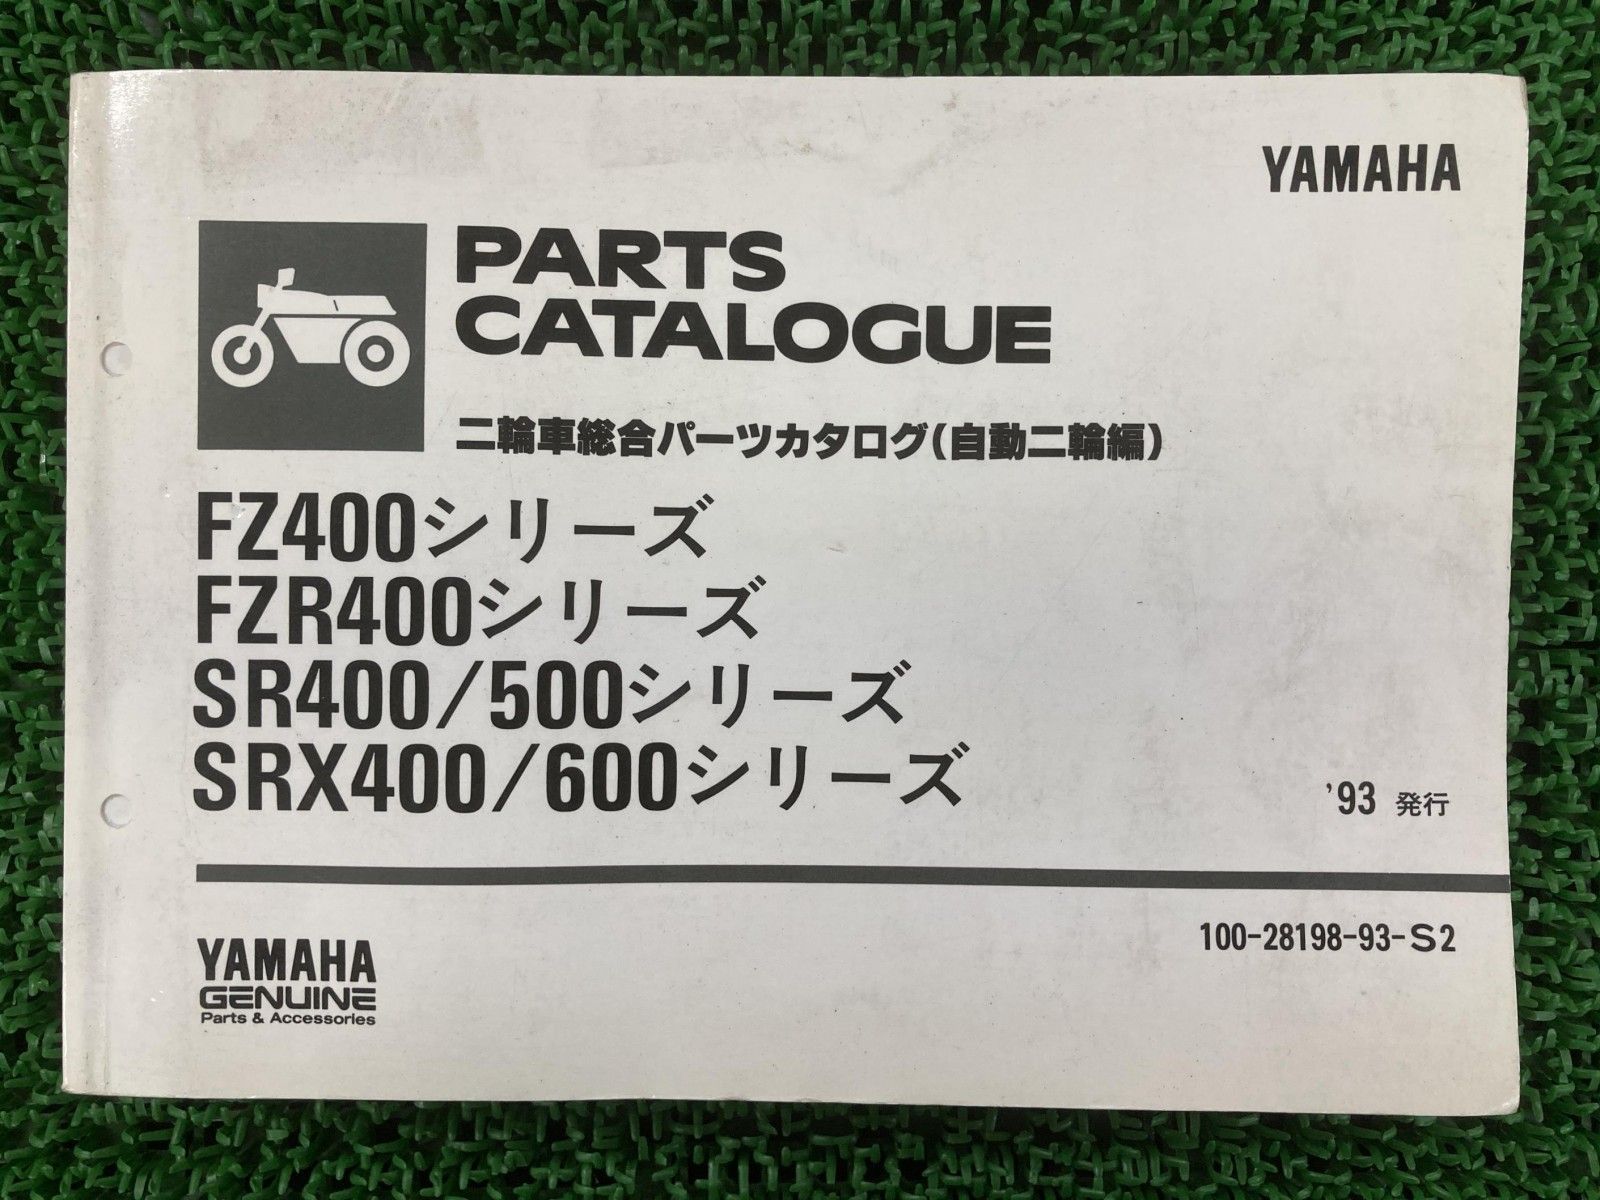 YAMAHA
PARTS
CATALOGUE
二輪車総合パーツカタログ(自動二輪編)
FZ400シリーズ
FZR400シリーズ
SR400/500シリーズ
SRX400/600シリーズ
'93 発行
100-28198-93-S2
YAMAHA
GENUINE
Parts & Accessories